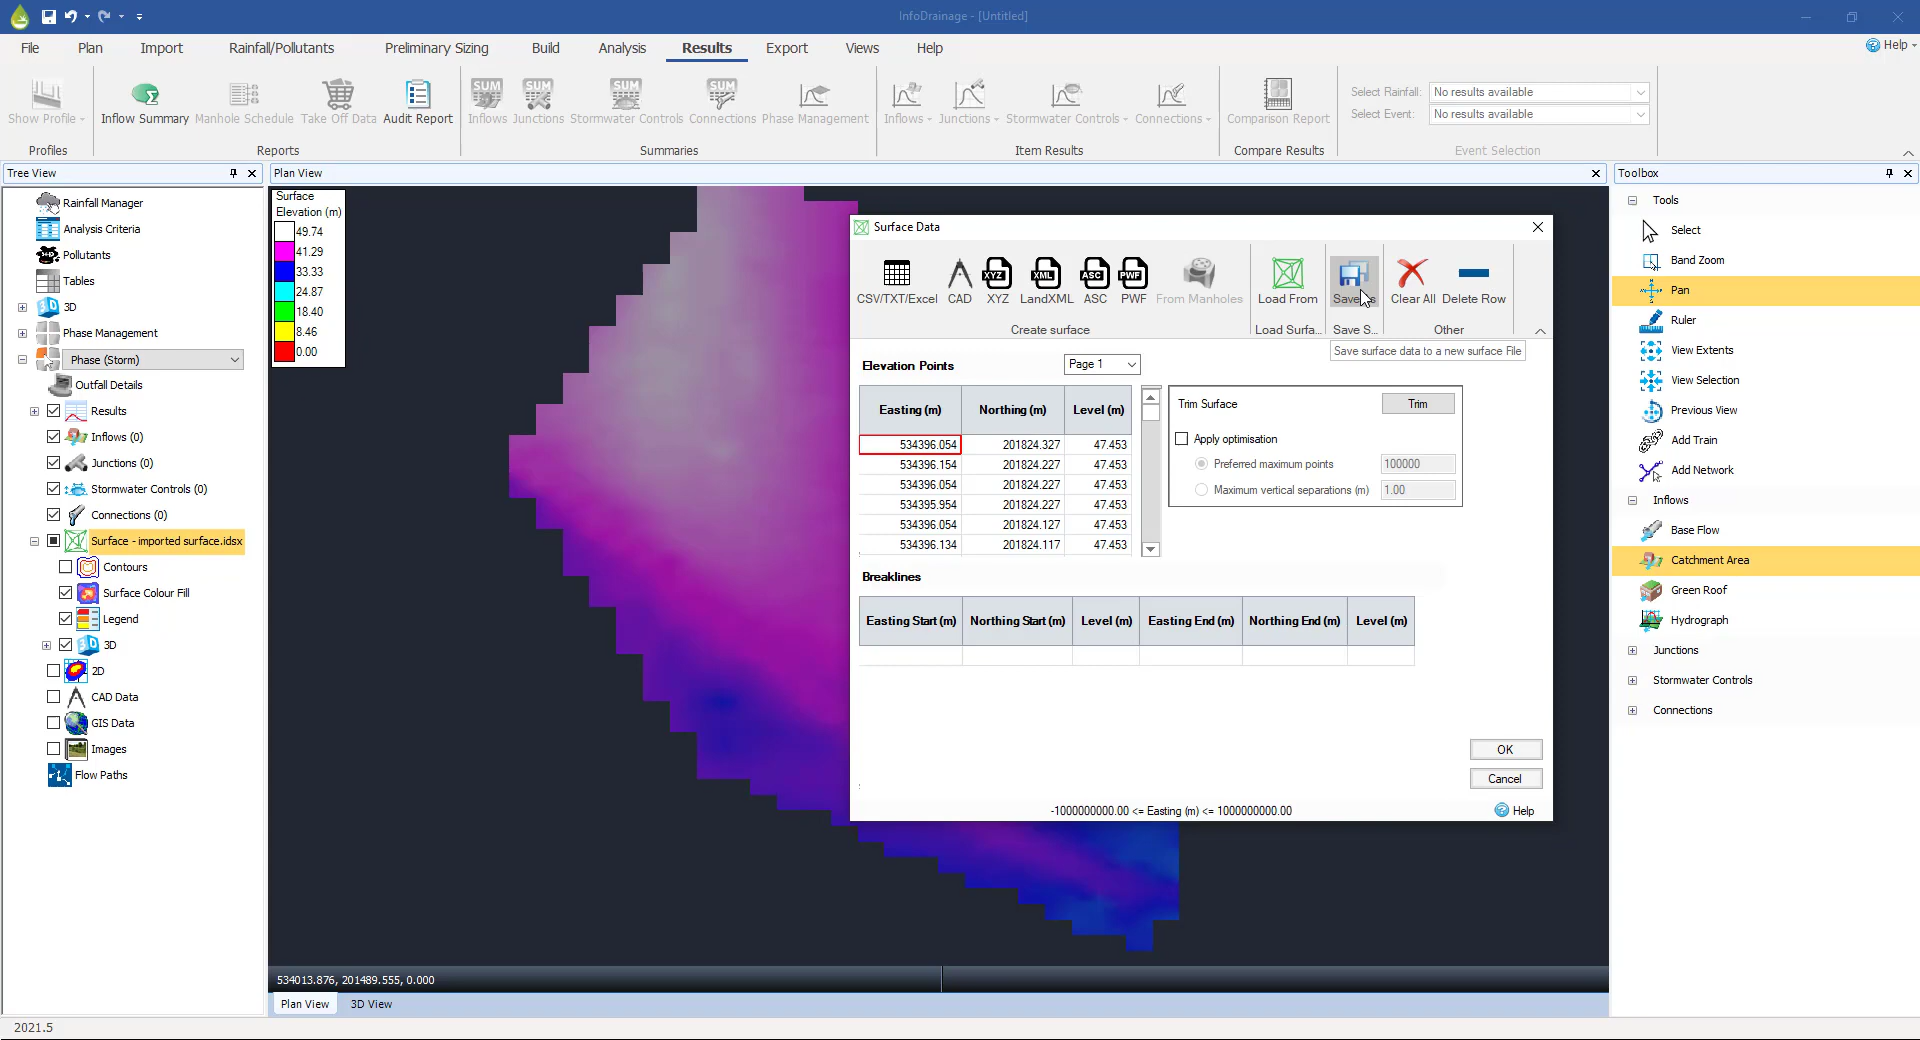 InfoDrainage - [Untitled]
File Plan Import Rainfall/Pollutants Preliminary Sizing Build Analysis Results Export Views Help
Help
Show Profile
Inflow Summary Manhole Schedule Take Off Data Audit Report
Inflows Junctions Stormwater Controls Connections Phase Management
Inflows Junctions Stormwater Controls Connections
Comparison Report
Select Rainfall: No results available
Select Event: No results available
Profiles Reports Summaries Item Results Compare Results Event Selection
Tree View
Rainfall Manager
Analysis Criteria
Pollutants
Tables
3D
Phase Management
Phase (Storm)
Outfall Details
Results
Inflows (0)
Junctions (0)
Stormwater Controls (0)
Connections (0)
Surface - imported surface.idsx
Contours
Surface Colour Fill
Legend
3D
2D
CAD Data
GIS Data
Images
Flow Paths
Plan View
Surface
Elevation (m)
49.74
41.29
33.33
24.87
18.40
8.46
0.00
Surface Data
CSV/TXT/Excel CAD XYZ LandXML ASC PWF From Manholes
XYZ XML ASC PWF
Load From
Save As
Clear All Delete Row
Create surface Load Surfa... Save S... Other
Save surface data to a new surface File
Elevation Points Page 1
Easting (m) Northing (m) Level (m)
534396.054 201824.327 47.453
534396.154 201824.227 47.453
534396.054 201824.227 47.453
534395.954 201824.227 47.453
534396.054 201824.127 47.453
534396.134 201824.117 47.453
Trim Surface Trim
Apply optimisation
Preferred maximum points 100000
Maximum vertical separations (m) 1.00
Breaklines
Easting Start (m) Northing Start (m) Level (m) Easting End (m) Northing End (m) Level (m)
OK
Cancel
-1000000000.00 <= Easting (m) <= 1000000000.00
Help
534013.876, 201489.555, 0.000
Plan View 3D View
Toolbox
Tools
Select
Band Zoom
Pan
Ruler
View Extents
View Selection
Previous View
Add Train
Add Network
Inflows
Base Flow
Catchment Area
Green Roof
Hydrograph
Junctions
Stormwater Controls
Connections
2021.5